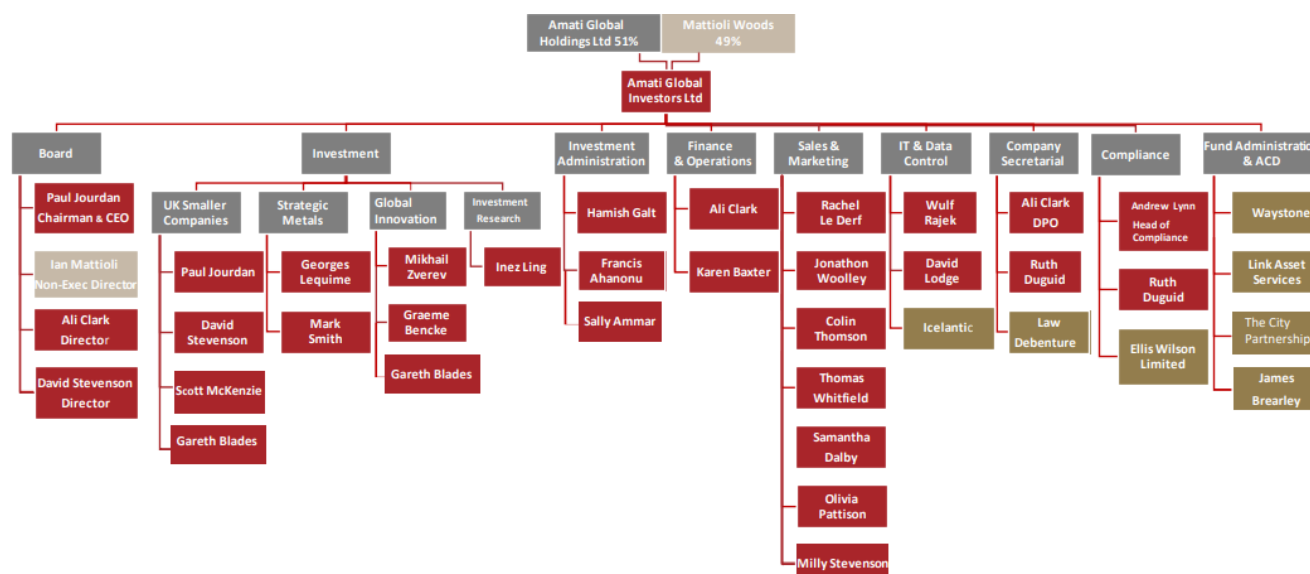 Amati Global
Holdings Ltd 51%
Mattioli Woods
49%
Amati Global
Investors Ltd
Board
Investment
Investment
Administration
Finance
& Operations
Sales &
Marketing
IT & Data
Control
Company
Secretarial
Compliance
Fund Administration
& ACD
Paul Jourdan
Chairman & CEO
Ian Mattioli
Non-Exec Director
Ali Clark
Director
David Stevenson
Director
UK Smaller
Companies
Paul Jourdan
David
Stevenson
Scott McKenzie
Gareth Blades
Strategic
Metals
Georges
Lequime
Mark
Smith
Global
Innovation
Mikhail
Zverev
Graeme
Bencke
Gareth Blades
Investment
Research
Inez Ling
Hamish Galt
Francis
Ahanonu
Sally Ammar
Ali Clark
Karen Baxter
Rachel
Le Derf
Jonathon
Woolley
Colin
Thomson
Thomas
Whitfield
Samantha
Dalby
Olivia
Pattison
Milly Stevenson
Wulf
Rajek
David
Lodge
Icelantic
Ali Clark
DPO
Ruth
Duguid
Law
Debenture
Andrew Lynn
Head of
Compliance
Ruth
Duguid
Ellis Wilson
Limited
Waystone
Link Asset
Services
The City
Partnership
James
Brearley